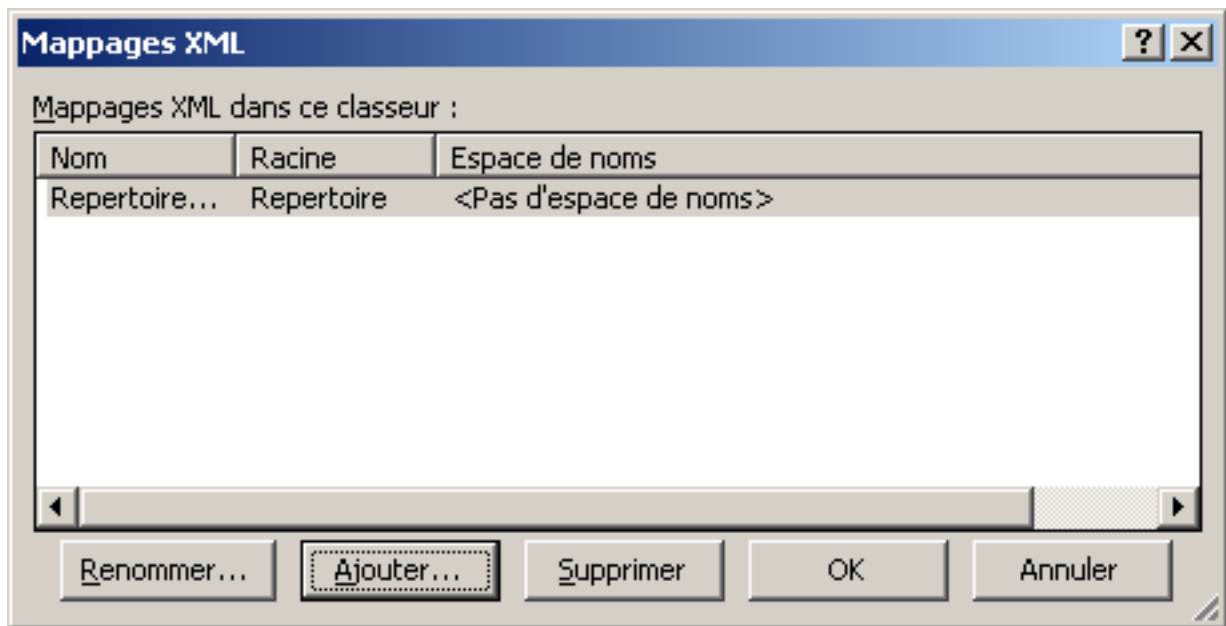 Mappages XML
Mappages XML dans ce classeur :
Nom Racine Espace de noms
Repertoire... Repertoire <Pas d'espace de noms>
Renommer... Ajouter... Supprimer OK Annuler